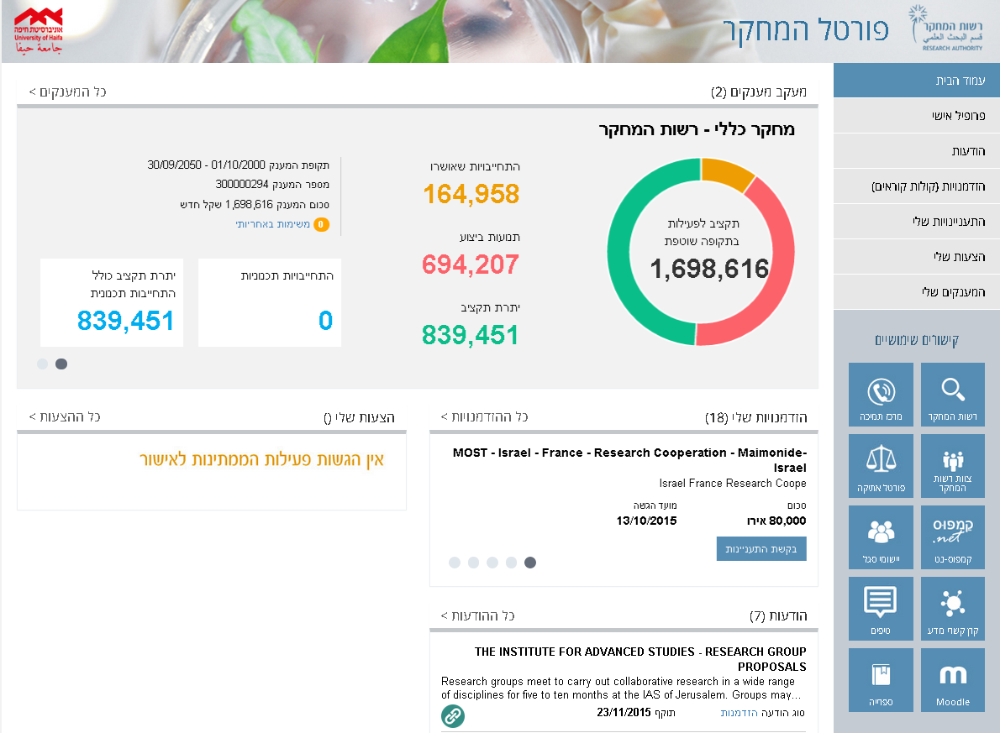 רשות המחקר
قسم البحث العلمي
RESEARCH AUTHORITY
פורטל המחקר
אוניברסיטת חיפה
University of Haifa
جامعة حيفا
עמוד הבית
פרופיל אישי
הודעות
הזדמנויות (קולות קוראים)
התעניינויות שלי
הצעות שלי
המענקים שלי
קישורים שימושיים
רשות המחקר
מרכז תמיכה
צוות רשות
המחקר
פורטל אתיקה
קמפוס
.net
קמפוס-נט
יישומי סגל
קרן קשרי מדע
טיפים
Moodle
ספרייה
מעקב מענקים (2)
כל המענקים >
מחקר כללי - רשות המחקר
תקציב לפעילות
בתקופה שוטפת
1,698,616
התחייבויות שאושרו
164,958
תנועות ביצוע
694,207
יתרת תקציב
839,451
תקופת המענק 01/10/2000 - 30/09/2050
מספר המענק 300000294
סכום המענק 1,698,616 שקל חדש
0 משימות באחריותי
התחייבויות תכנוניות
0
יתרת תקציב כולל
התחייבות תכנונית
839,451
הזדמנויות שלי (18)
כל ההזדמנויות >
MOST - Israel - France - Research Cooperation - Maimonide-
Israel
Israel France Research Coope
סכום
80,000 אירו
מועד הגשה
13/10/2015
בקשת התעניינות
הצעות שלי ()
כל ההצעות >
אין הגשות פעילות הממתינות לאישור
הודעות (7)
כל ההודעות >
THE INSTITUTE FOR ADVANCED STUDIES - RESEARCH GROUP
PROPOSALS
Research groups meet to carry out collaborative research in a wide range
of disciplines for five to ten months at the IAS of Jerusalem. Groups may...
סוג הודעה הזדמנות
תוקף 23/11/2015